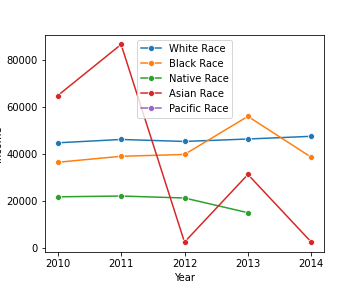 White Race
Black Race
Native Race
Asian Race
Pacific Race
80000
60000
40000
20000
0
2010 2011 2012 2013 2014
Year